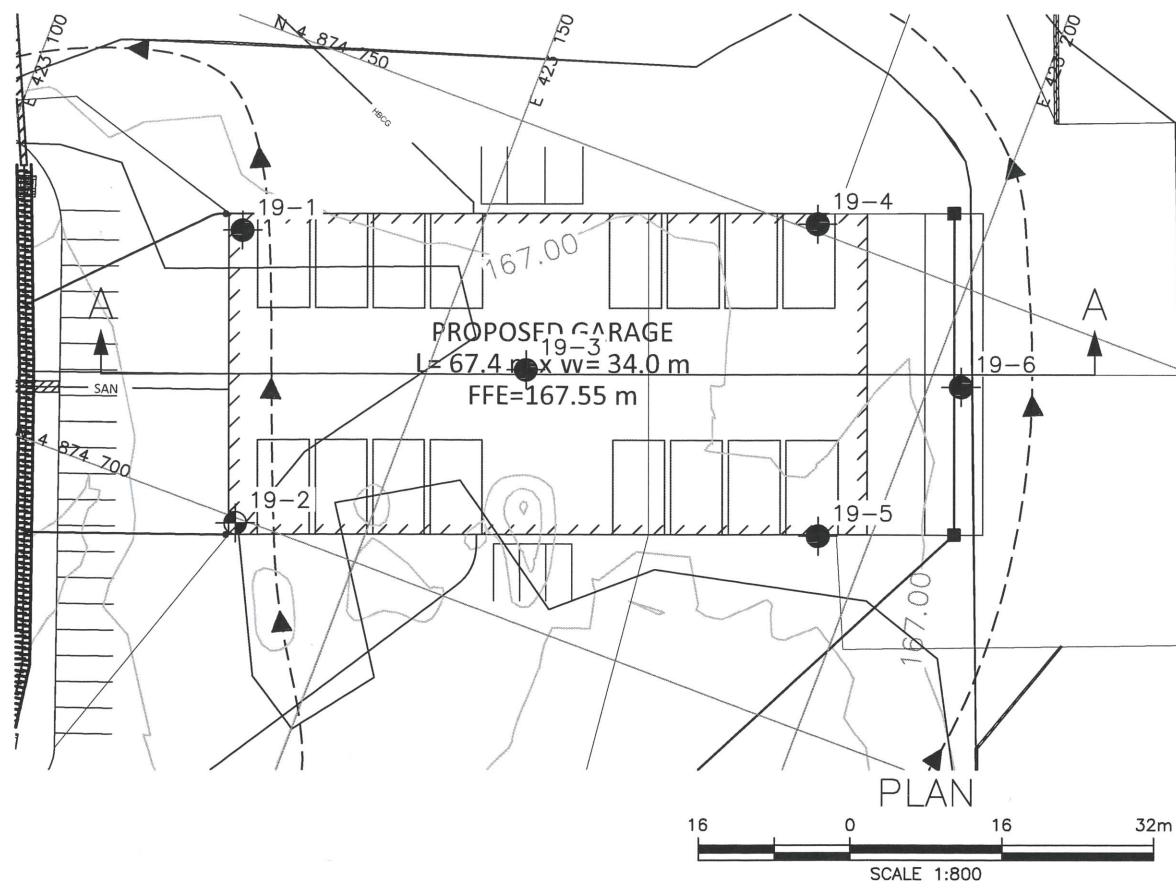 E 423 100
N 4 874 750
E 423 150
E 423 200
HBCG
19-1
19-4
167.00
A
A
PROPOSED GARAGE
19-3
L= 67.4 m x w= 34.0 m
FFE=167.55 m
19-6
SAN
4 874 700
19-2
19-5
167.00
PLAN
16 0 16 32m
SCALE 1:800